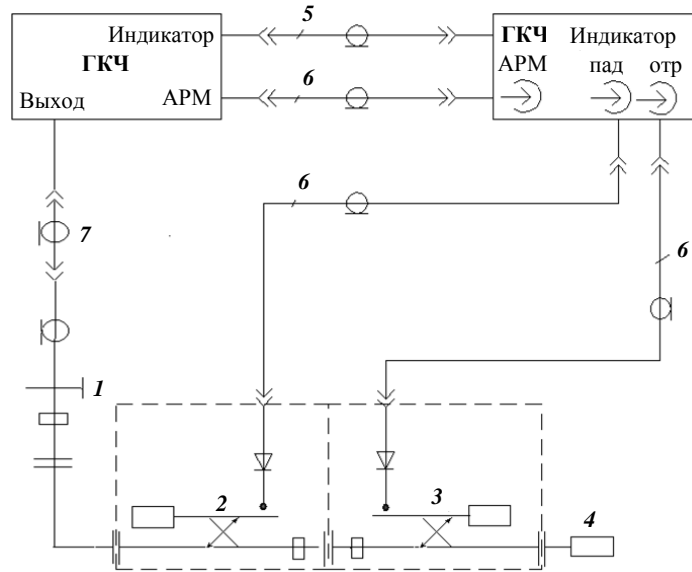 5
Индикатор
ГКЧ
Выход
АРМ
ГКЧ
АРМ
Индикатор
пад
отр
6
6
7
6
1
2
3
4